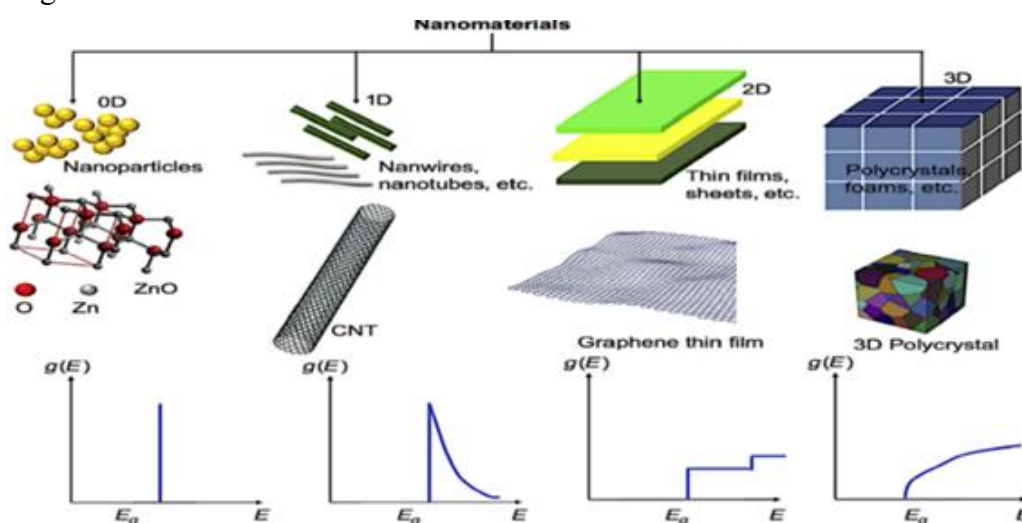 Nanomaterials
0D
1D
2D
3D
Nanoparticles
Nanwires,
nanotubes, etc.
Thin films,
sheets, etc.
Polycrystals,
foams, etc.
O
Zn
ZnO
CNT
Graphene thin film
3D Polycrystal
g(E)
g(E)
g(E)
g(E)
Eg
E
Eg
E
Eg
E
Eg
E